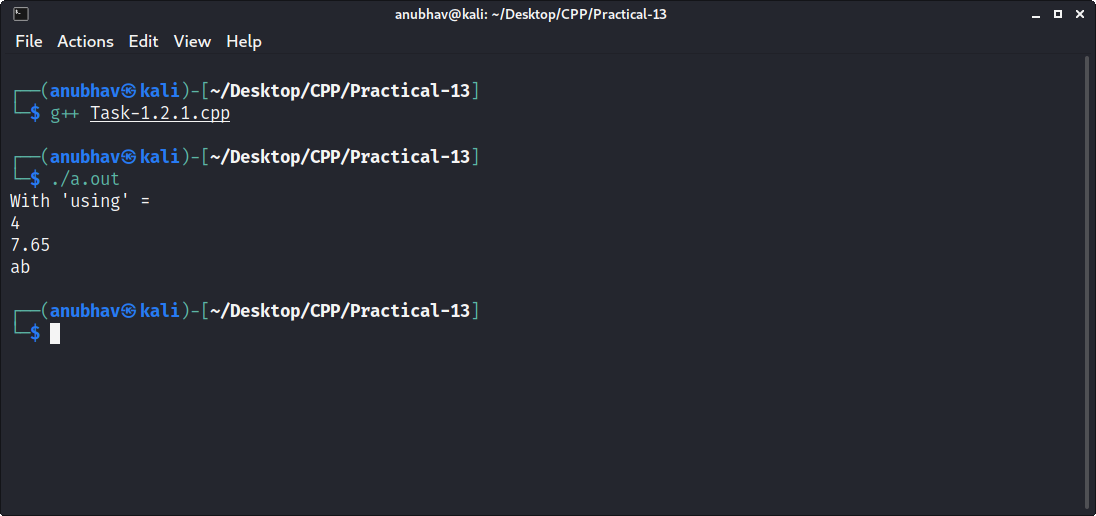 anubhav@kali: ~/Desktop/CPP/Practical-13
File Actions Edit View Help
┌──(anubhav㉿kali)-[~/Desktop/CPP/Practical-13]
└─$ g++ Task-1.2.1.cpp
┌──(anubhav㉿kali)-[~/Desktop/CPP/Practical-13]
└─$ ./a.out
With 'using' =
4
7.65
ab
┌──(anubhav㉿kali)-[~/Desktop/CPP/Practical-13]
└─$